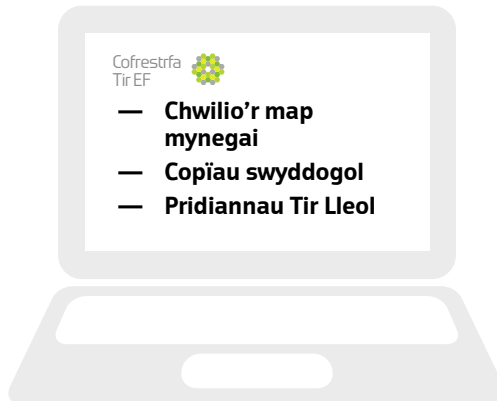 Cofrestrfa
Tir EF
— Chwilio’r map
mynegai
— Copïau swyddogol
— Pridiannau Tir Lleol